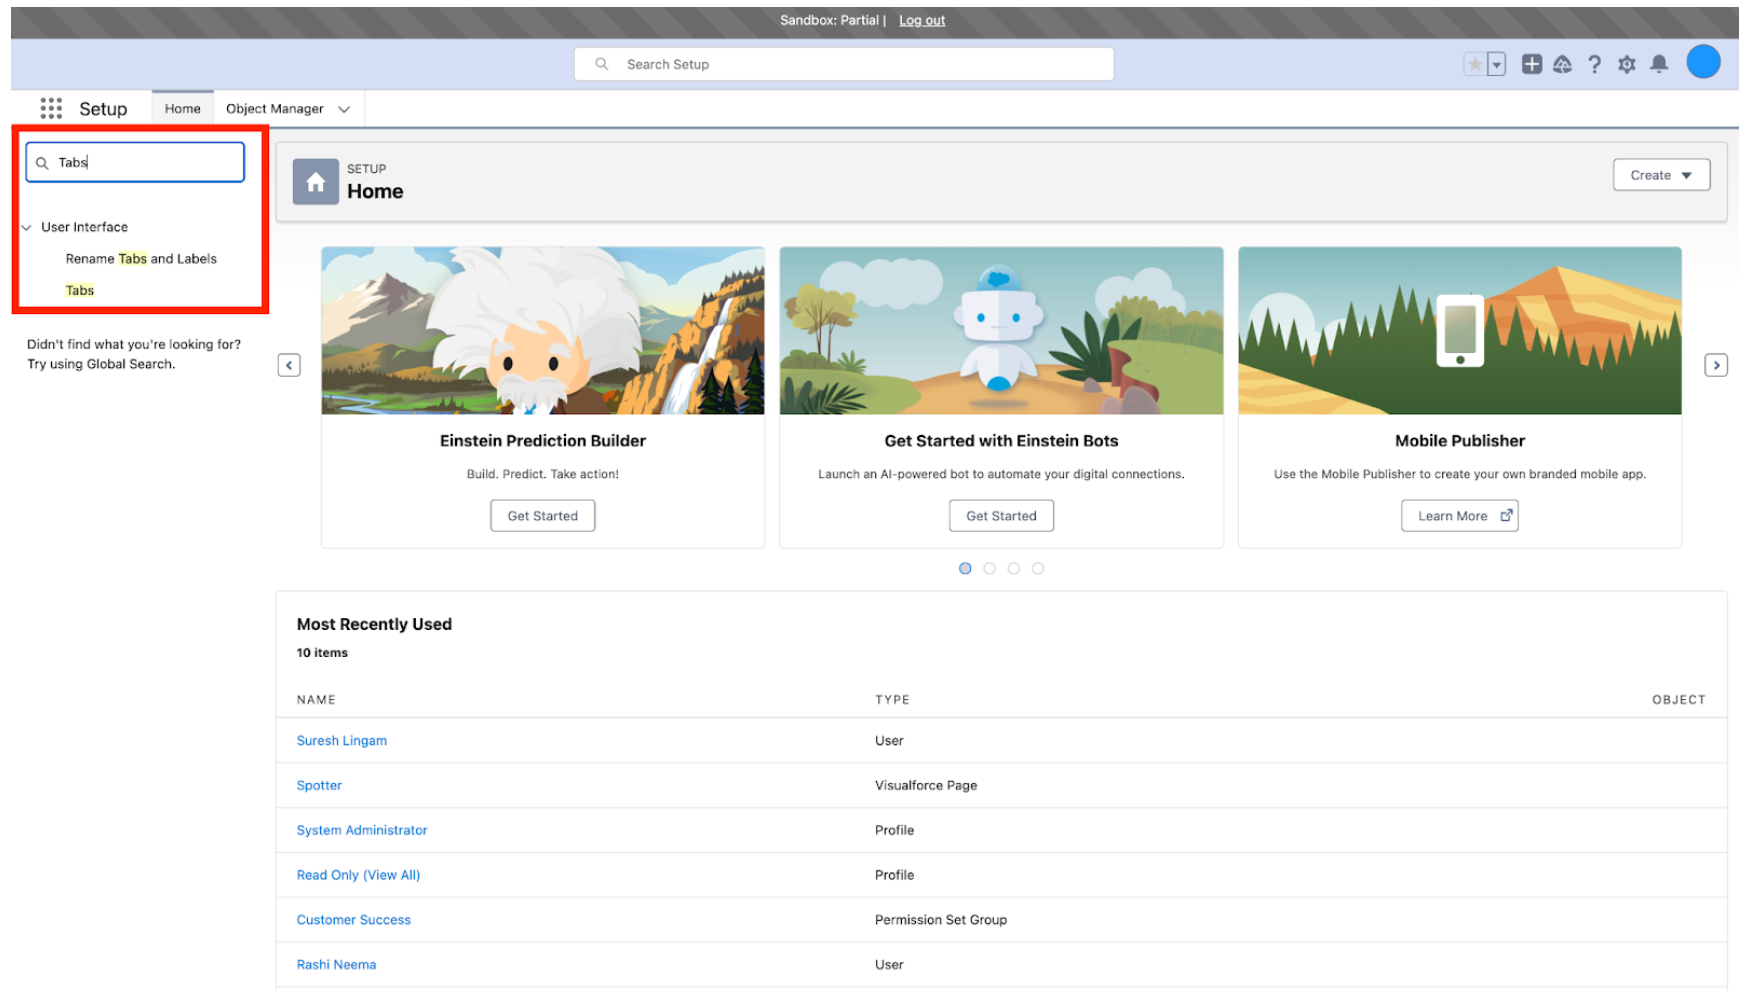 Sandbox: Partial | Log out
Search Setup
Setup Home Object Manager
Tabs
User Interface
Rename Tabs and Labels
Tabs
Didn't find what you're looking for?
Try using Global Search.
SETUP
Home
Create
Einstein Prediction Builder
Build. Predict. Take action!
Get Started
Get Started with Einstein Bots
Launch an AI-powered bot to automate your digital connections.
Get Started
Mobile Publisher
Use the Mobile Publisher to create your own branded mobile app.
Learn More
Most Recently Used
10 items
NAME TYPE OBJECT
Suresh Lingam User
Spotter Visualforce Page
System Administrator Profile
Read Only (View All) Profile
Customer Success Permission Set Group
Rashi Neema User